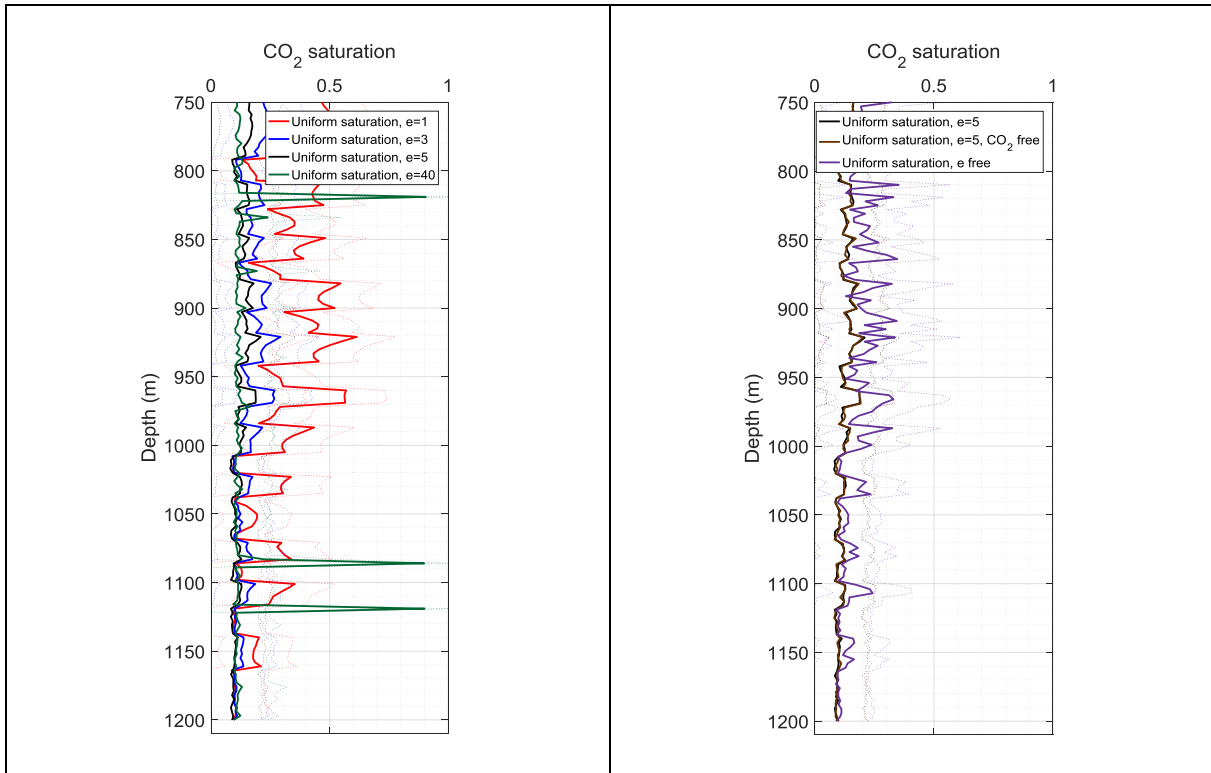 CO2 saturation
0 0.5 1
Uniform saturation, e=1
Uniform saturation, e=3
Uniform saturation, e=5
Uniform saturation, e=40
Depth (m)
750
800
850
900
950
1000
1050
1100
1150
1200
CO2 saturation
0 0.5 1
Uniform saturation, e=5
Uniform saturation, e=5, CO2 free
Uniform saturation, e free
Depth (m)
750
800
850
900
950
1000
1050
1100
1150
1200